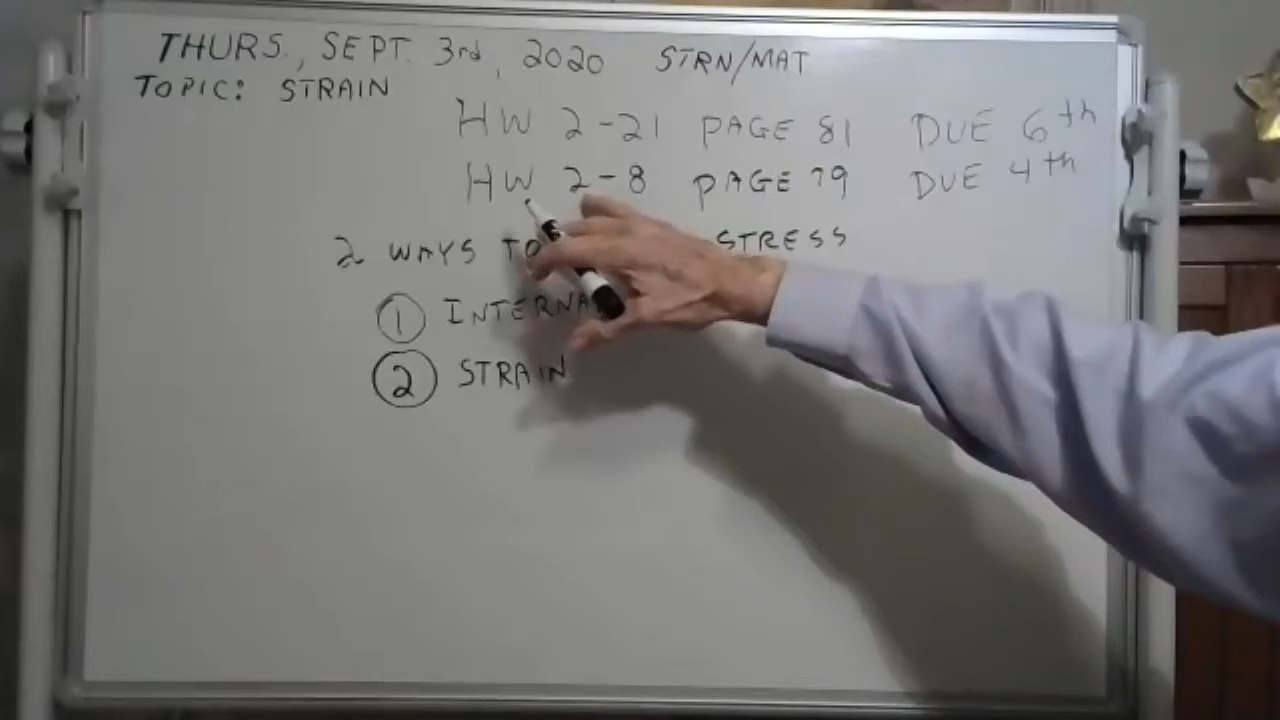 THURS., SEPT. 3rd, 2020 STRN/MAT
TOPIC: STRAIN
HW 2-21 PAGE 81 DUE 6th
HW 2-8 PAGE 79 DUE 4th
2 WAYS TO STRESS
1 INTERNA
2 STRAIN